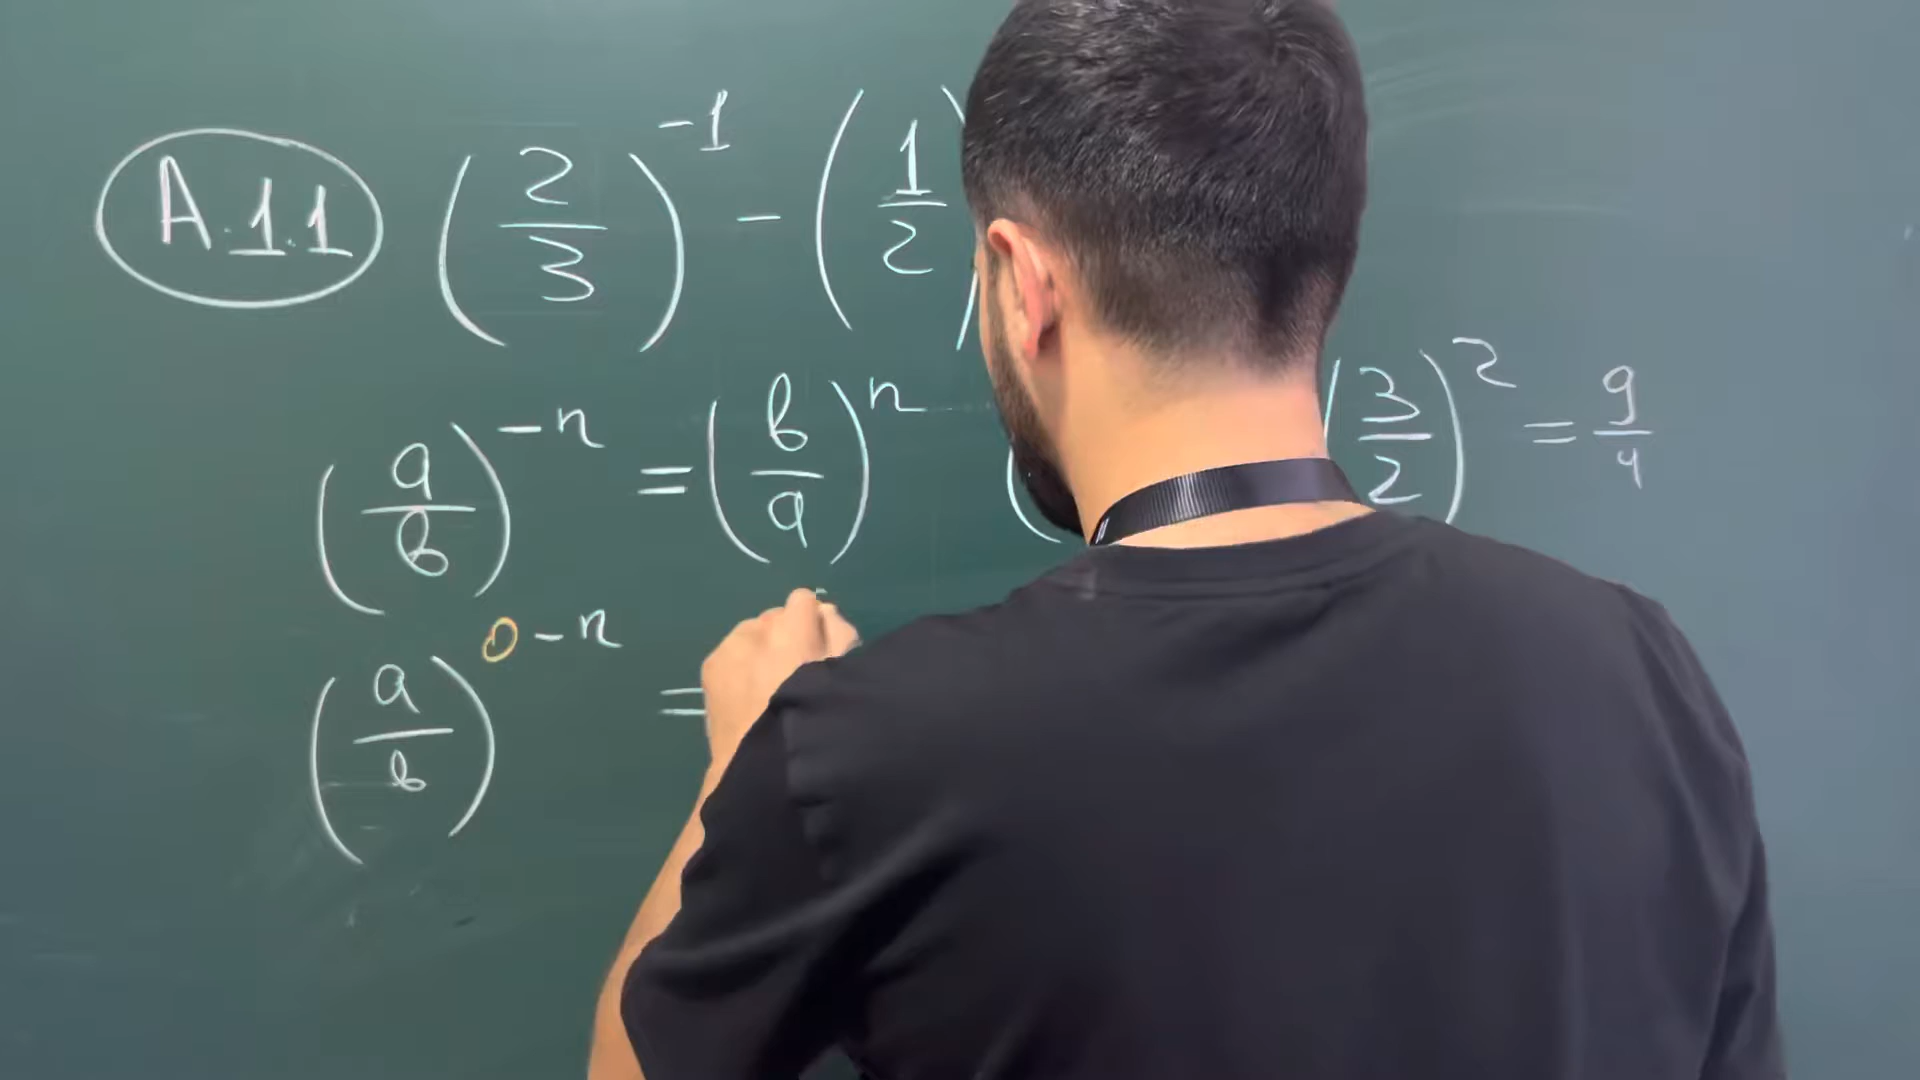 A.1.1 (2/3)^-1 - (1/2)
(a/b)^-n = (b/a)^n ( (3/2)^2 = 9/4
(a/b)^0-n =